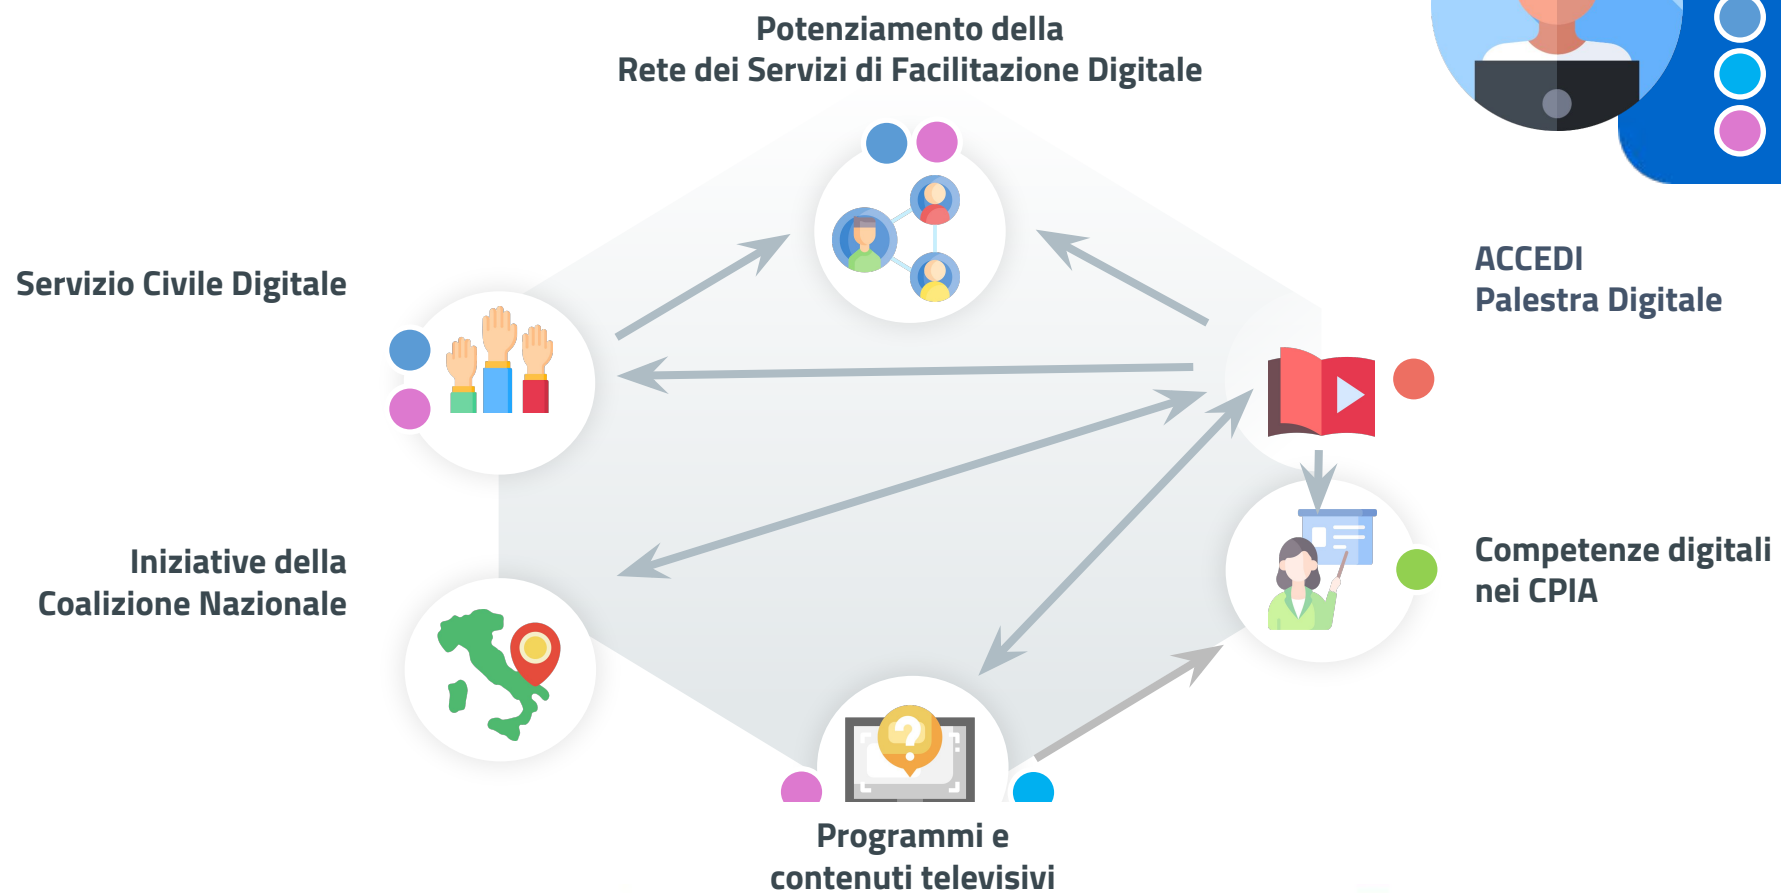 Potenziamento della
Rete dei Servizi di Facilitazione Digitale
Servizio Civile Digitale
ACCEDI
Palestra Digitale
Iniziative della
Coalizione Nazionale
Competenze digitali
nei CPIA
Programmi e
contenuti televisivi